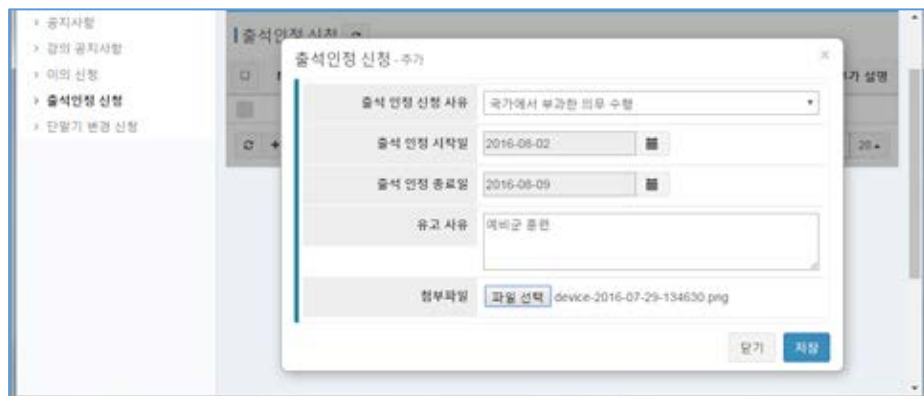 공지사항
강의 공지사항
이의 신청
출석인정 신청
단말기 변경 신청
출석인정 신청
출석인정 신청 - 추가
×
출석 인정 신청 사유 국가에서 부과한 의무 수행
출석 인정 시작일 2016-08-02
출석 인정 종료일 2016-08-09
유고 사유 예비군 훈련
첨부파일 파일 선택 device-2016-07-29-134630.png
닫기 저장
설명
20